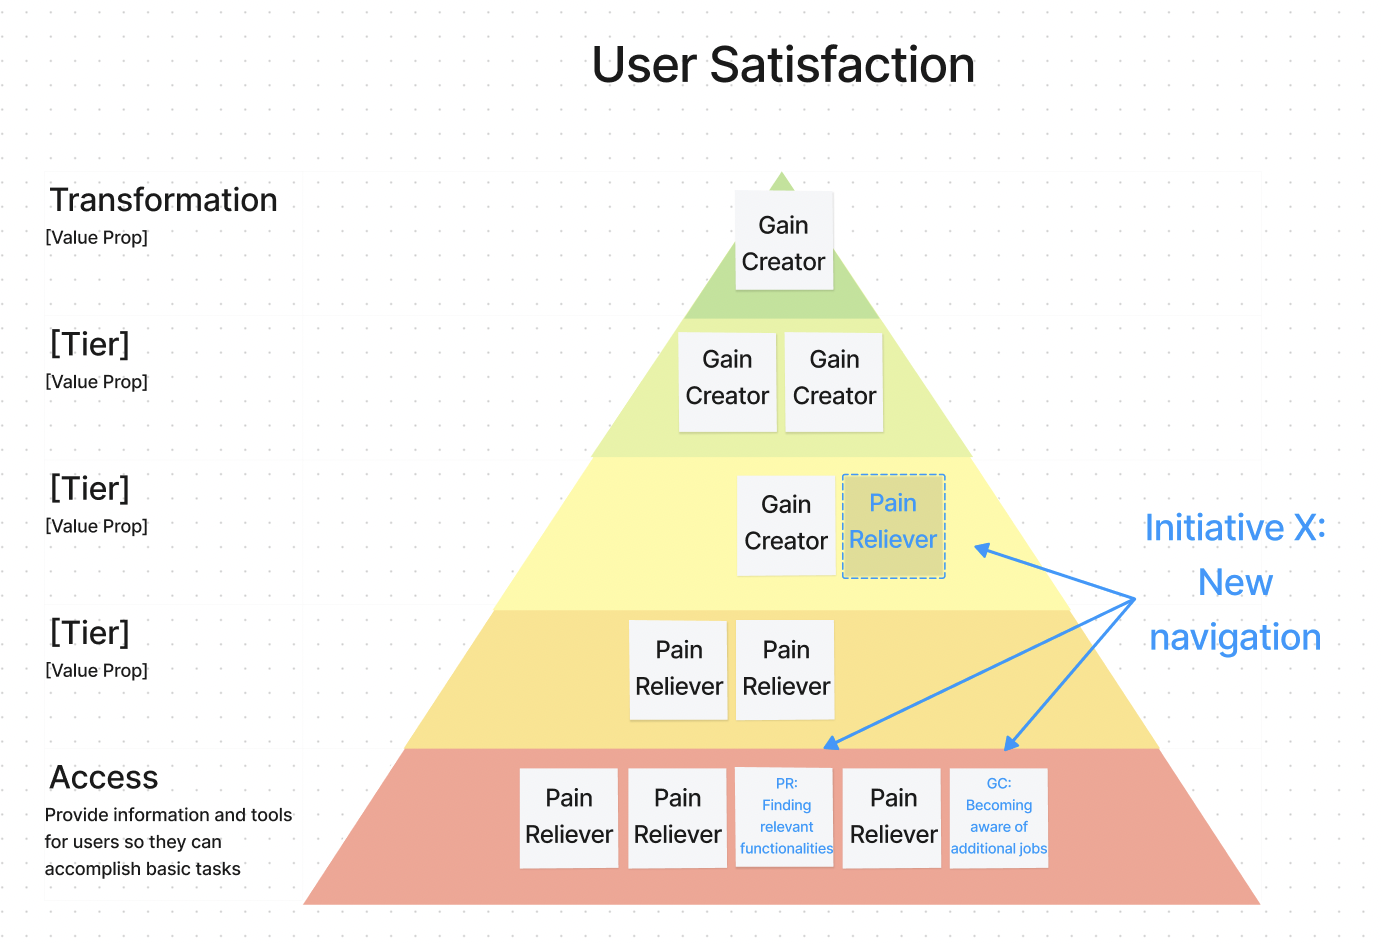 User Satisfaction
Transformation
[Value Prop]
Gain
Creator
[Tier]
[Value Prop]
Gain
Creator
Gain
Creator
[Tier]
[Value Prop]
Gain
Creator
Pain
Reliever
Initiative X:
New
navigation
[Tier]
[Value Prop]
Pain
Reliever
Pain
Reliever
Access
Provide information and tools
for users so they can
accomplish basic tasks
Pain
Reliever
Pain
Reliever
PR:
Finding
relevant
functionalities
Pain
Reliever
GC:
Becoming
aware of
additional jobs